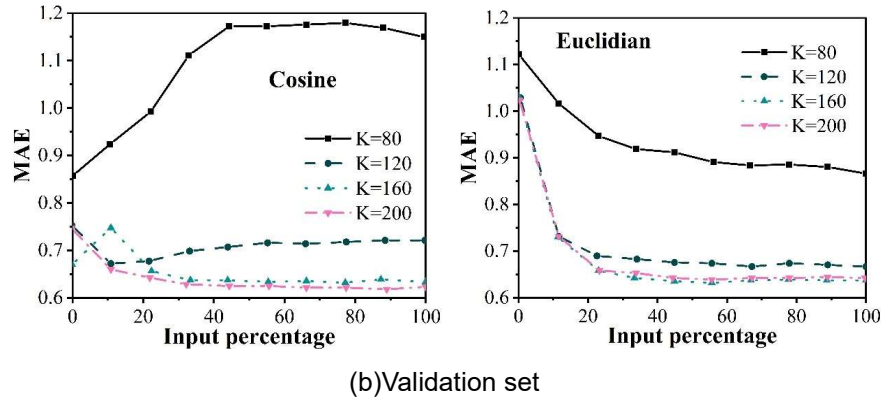 1.2
1.1
1.0
0.9
0.8
0.7
0.6
MAE
Cosine
K=80
K=120
K=160
K=200
0 20 40 60 80 100
Input percentage
1.2
1.1
1.0
0.9
0.8
0.7
0.6
MAE
Euclidian
K=80
K=120
K=160
K=200
0 20 40 60 80 100
Input percentage
(b)Validation set